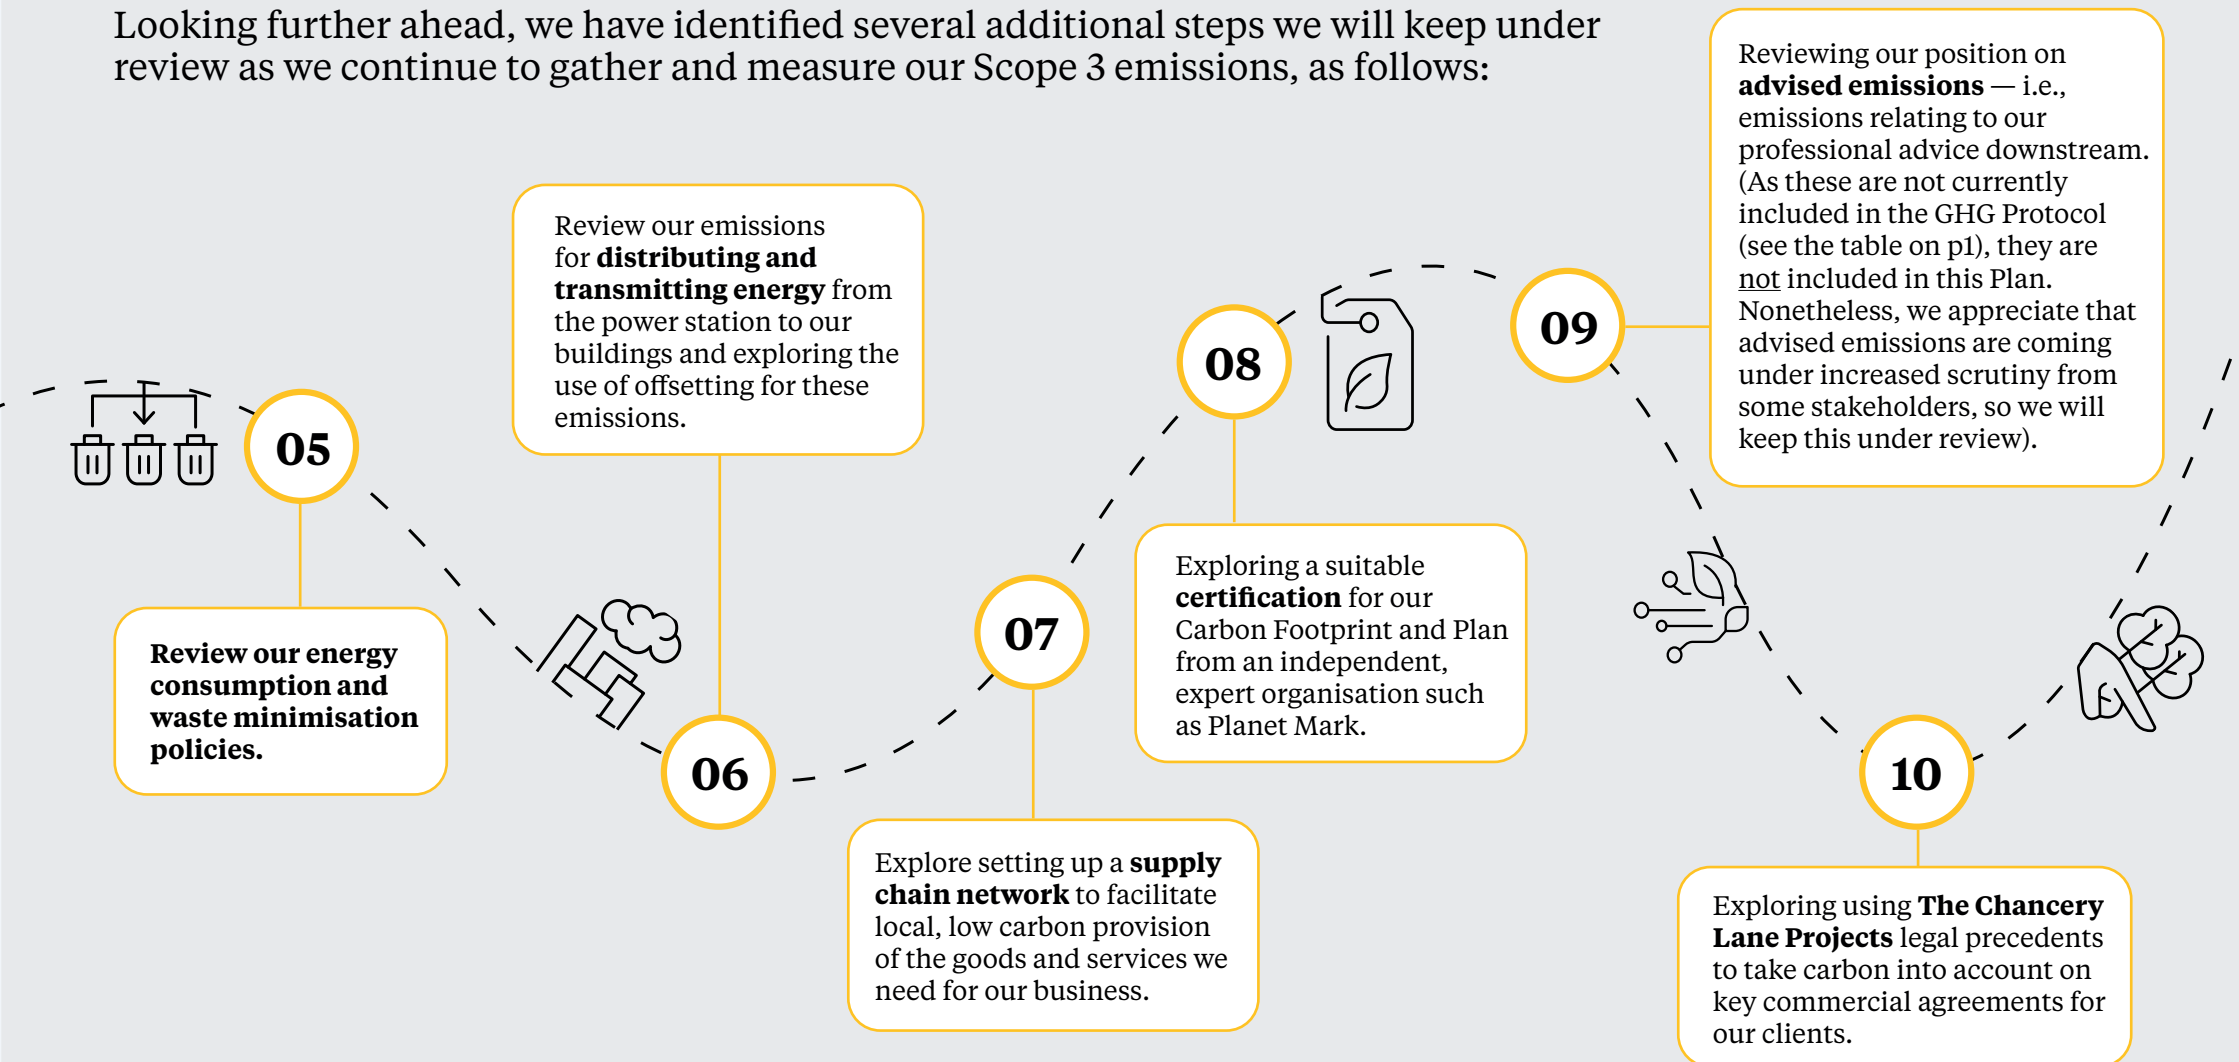 Looking further ahead, we have identified several additional steps we will keep under
review as we continue to gather and measure our Scope 3 emissions, as follows:
05
Review our energy
consumption and
waste minimisation
policies.
Review our emissions
for distributing and
transmitting energy from
the power station to our
buildings and exploring the
use of offsetting for these
emissions.
06
07
Explore setting up a supply
chain network to facilitate
local, low carbon provision
of the goods and services we
need for our business.
08
Exploring a suitable
certification for our
Carbon Footprint and Plan
from an independent,
expert organisation such
as Planet Mark.
09
Reviewing our position on
advised emissions — i.e.,
emissions relating to our
professional advice downstream.
(As these are not currently
included in the GHG Protocol
(see the table on p1), they are
not included in this Plan.
Nonetheless, we appreciate that
advised emissions are coming
under increased scrutiny from
some stakeholders, so we will
keep this under review).
10
Exploring using The Chancery
Lane Projects legal precedents
to take carbon into account on
key commercial agreements for
our clients.